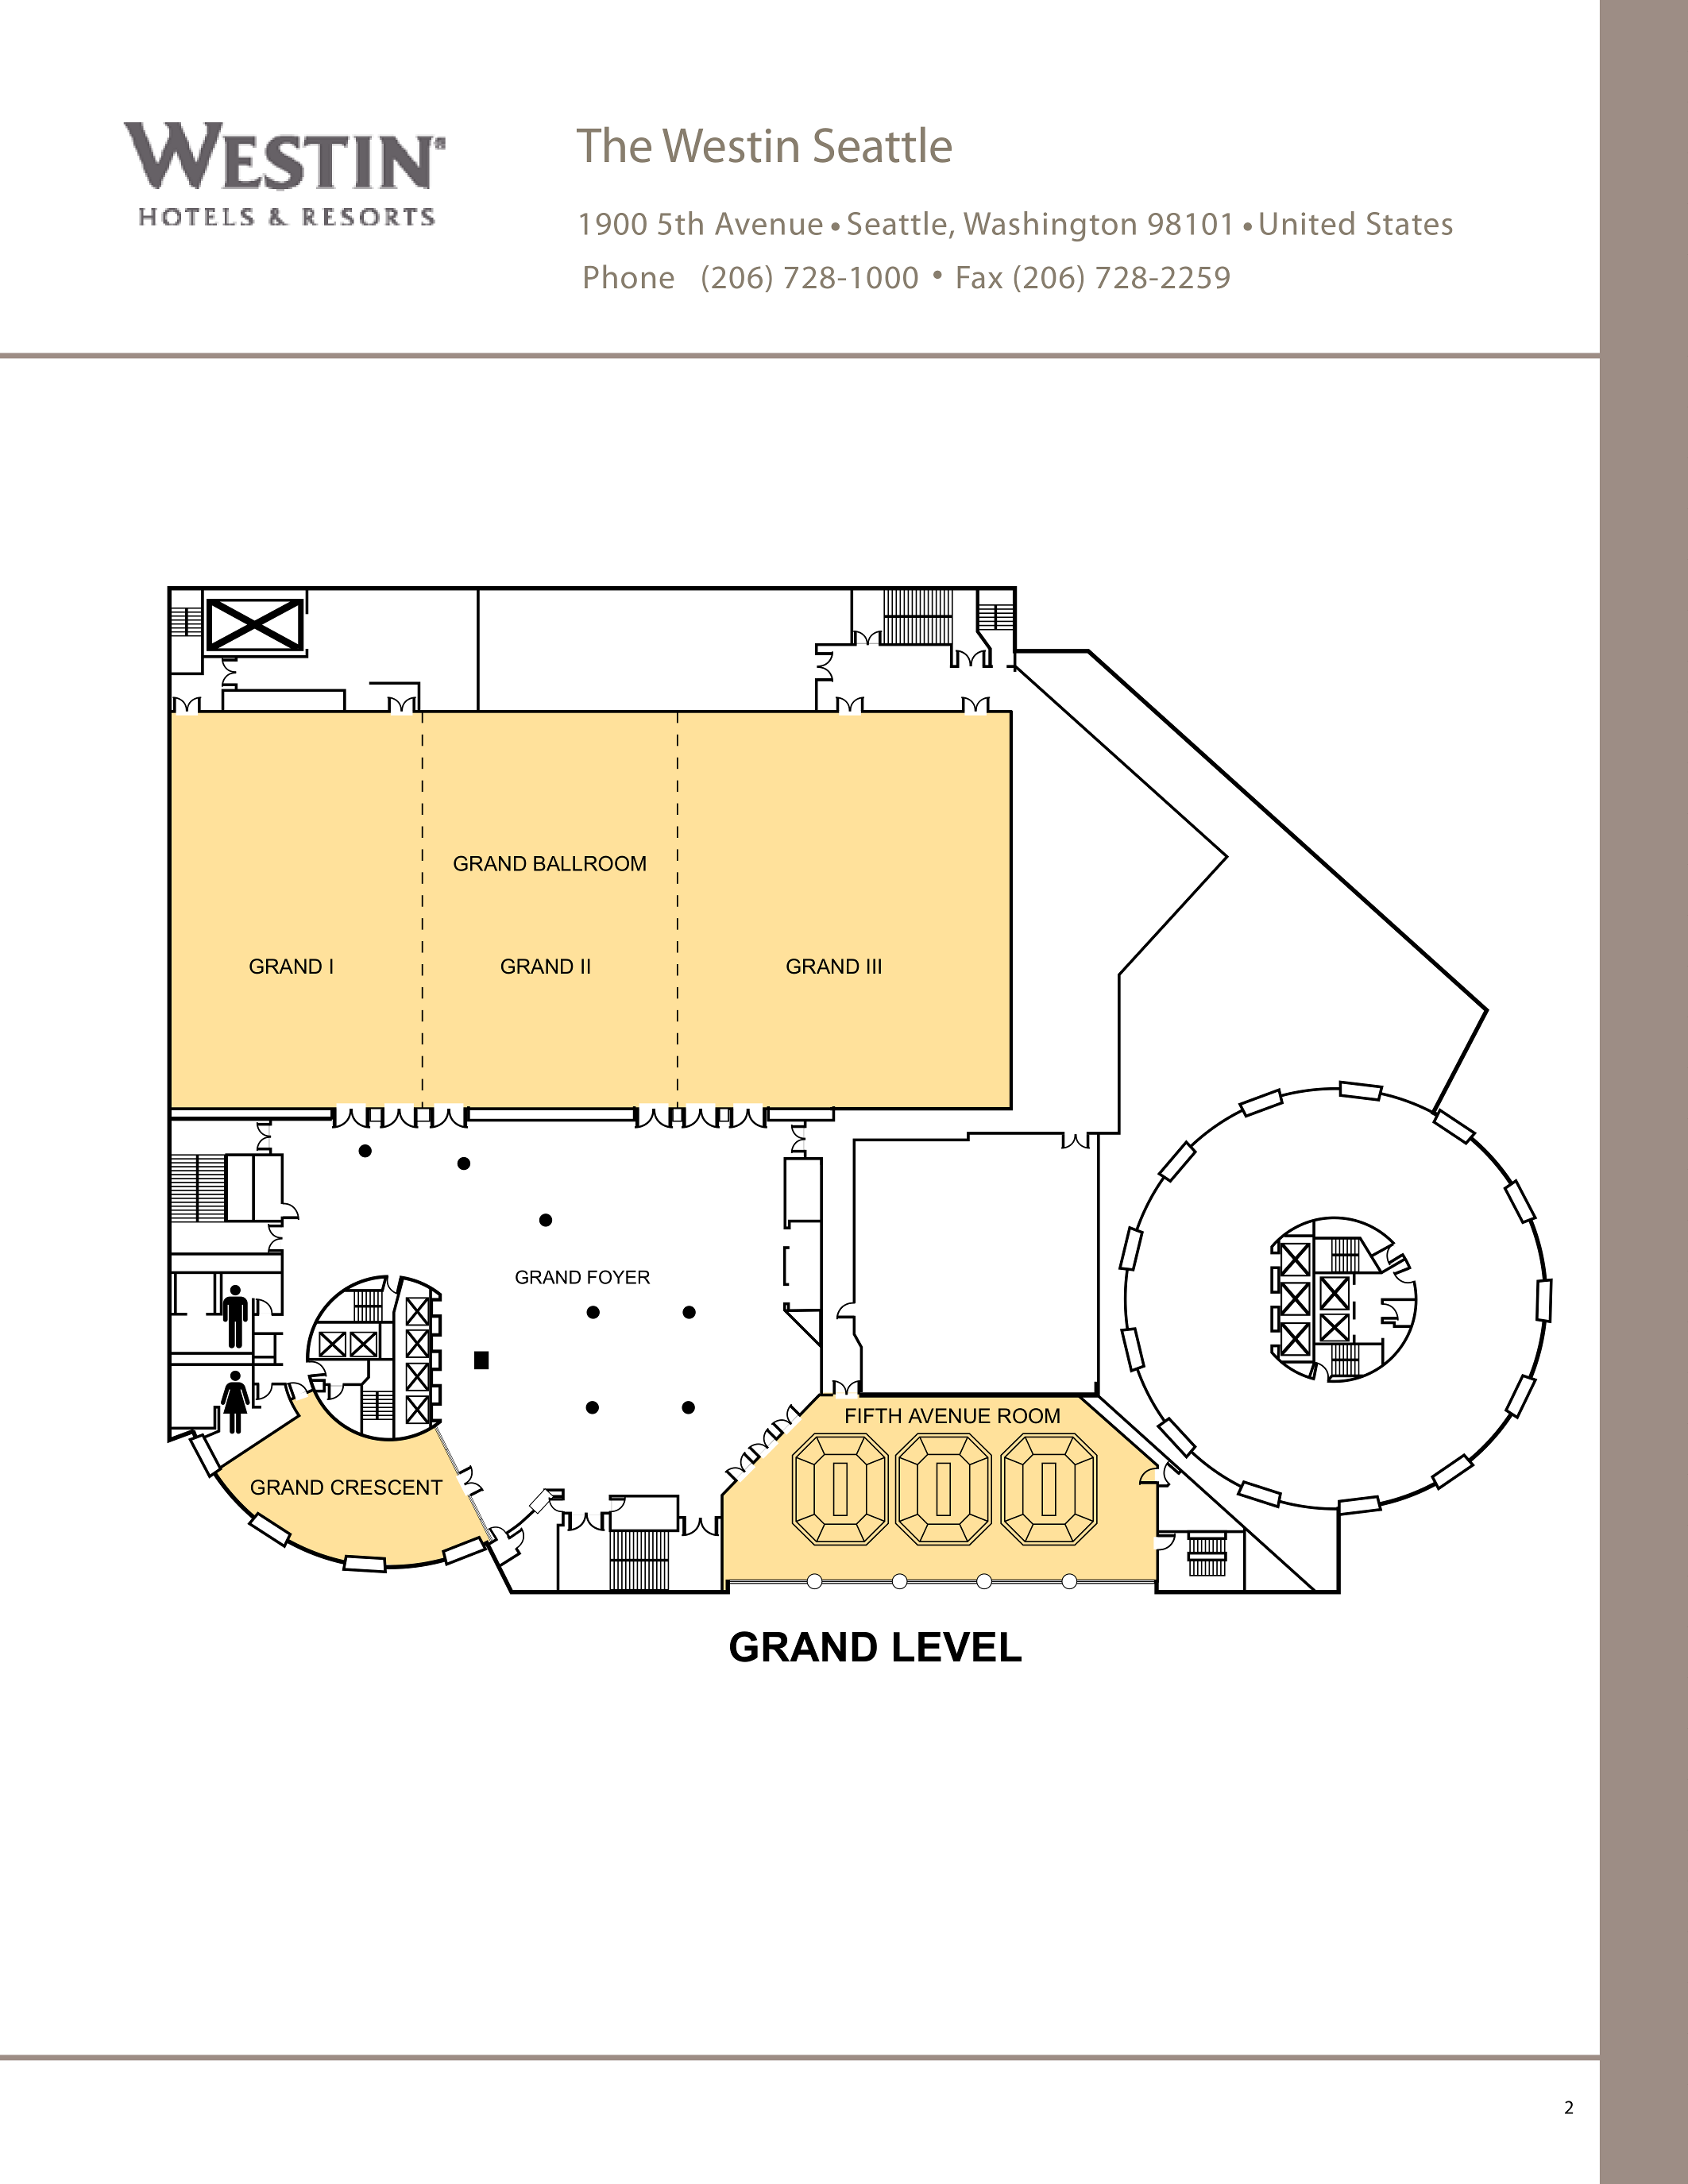 WESTIN®
HOTELS & RESORTS
The Westin Seattle
1900 5th Avenue • Seattle, Washington 98101 • United States
Phone (206) 728-1000 • Fax (206) 728-2259
GRAND BALLROOM
GRAND I
GRAND II
GRAND III
GRAND FOYER
FIFTH AVENUE ROOM
GRAND CRESCENT
GRAND LEVEL
2